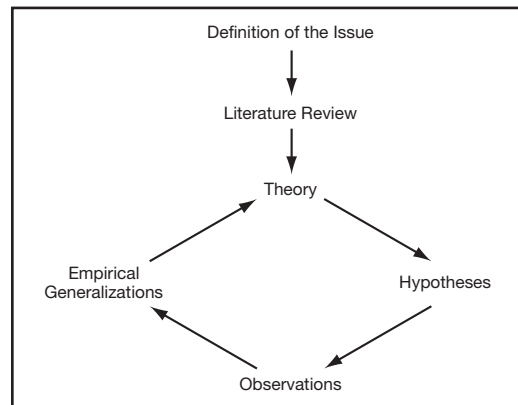 Definition of the Issue
Literature Review
Theory
Empirical
Generalizations
Hypotheses
Observations